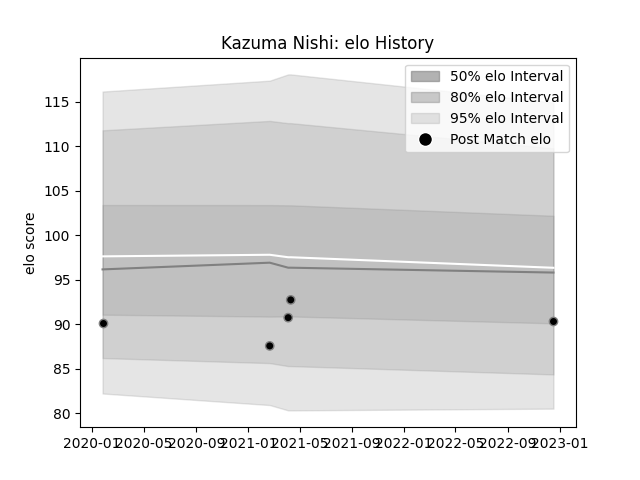 Kazuma Nishi: elo History
50% elo Interval
80% elo Interval
95% elo Interval
Post Match elo
elo score
115
110
105
100
95
90
85
80
2020-01 2020-05 2020-09 2021-01 2021-05 2021-09 2022-01 2022-05 2022-09 2023-01